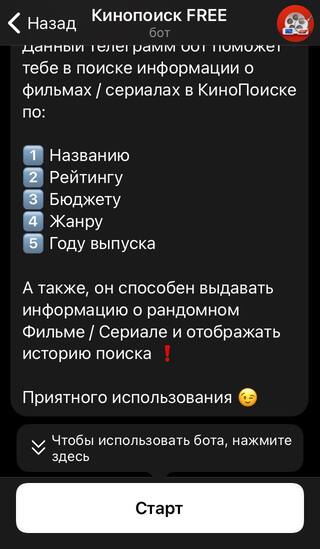 Назад
Кинопоиск FREE
бот
Данный телеграмм бот поможет
тебе в поиске информации о
фильмах / сериалах в КиноПоиске
по:
1️⃣ Названию
2️⃣ Рейтингу
3️⃣ Бюджету
4️⃣ Жанру
5️⃣ Году выпуска
А также, он способен выдавать
информацию о рандомном
Фильме / Сериале и отображать
историю поиска ❗
Приятного использования 😉
Чтобы использовать бота, нажмите
здесь
Старт